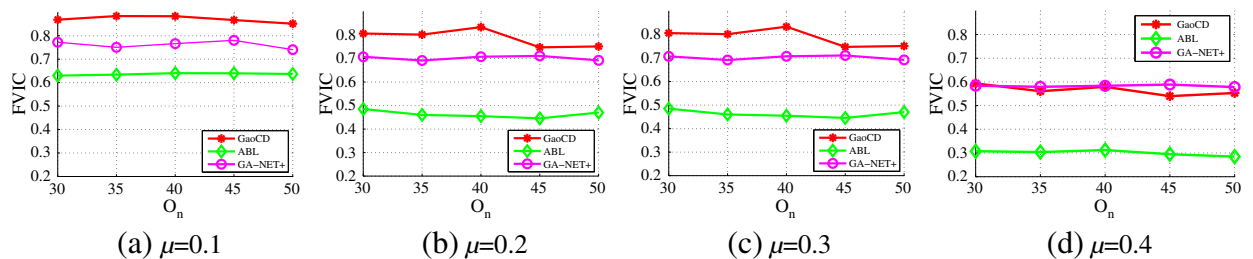 FVIC
0.8
0.7
0.6
0.5
0.4
0.3
0.2
30 35 40 45 50
O_n
GaoCD
ABL
GA-NET+
(a) μ=0.1
FVIC
0.8
0.7
0.6
0.5
0.4
0.3
0.2
30 35 40 45 50
O_n
GaoCD
ABL
GA-NET+
(b) μ=0.2
FVIC
0.8
0.7
0.6
0.5
0.4
0.3
0.2
30 35 40 45 50
O_n
GaoCD
ABL
GA-NET+
(c) μ=0.3
FVIC
0.8
0.7
0.6
0.5
0.4
0.3
0.2
30 35 40 45 50
O_n
GaoCD
ABL
GA-NET+
(d) μ=0.4